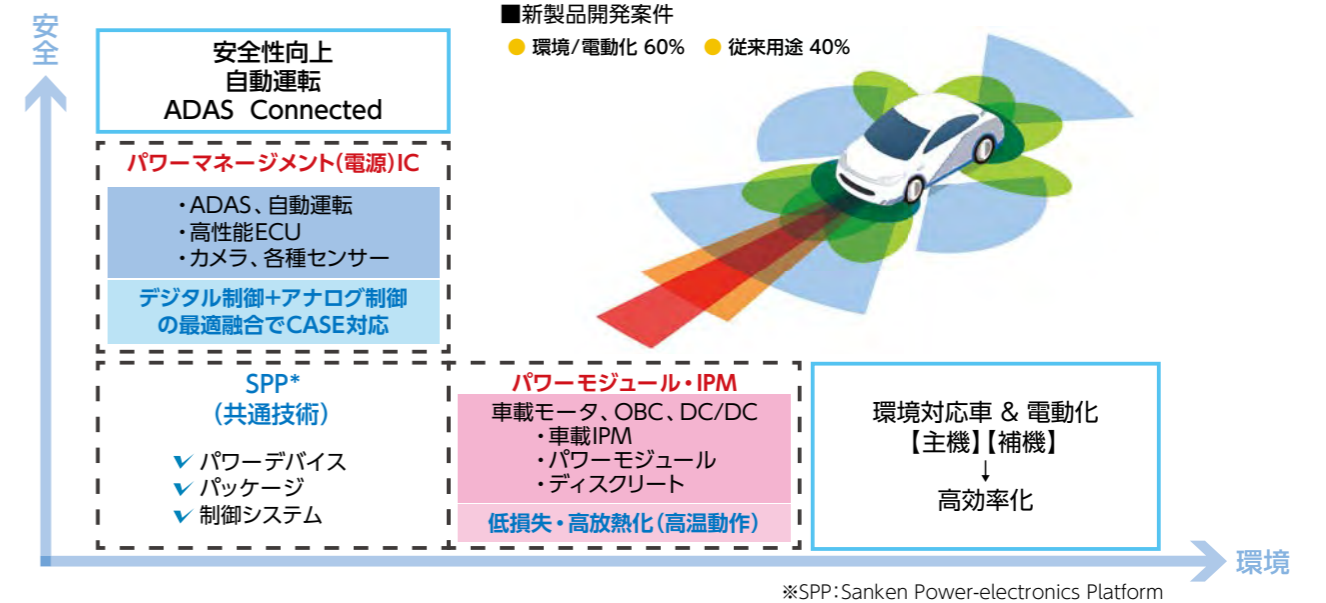 安全
■新製品開発案件
● 環境/電動化 60% ● 従来用途 40%
安全性向上
自動運転
ADAS Connected
パワーマネージメント(電源)IC
・ADAS、自動運転
・高性能ECU
・カメラ、各種センサー
デジタル制御+アナログ制御
の最適融合でCASE対応
SPP*
(共通技術)
✔ パワーデバイス
✔ パッケージ
✔ 制御システム
パワーモジュール・IPM
車載モータ、OBC、DC/DC
・車載IPM
・パワーモジュール
・ディスクリート
低損失・高放熱化(高温動作)
環境対応車 & 電動化
【主機】【補機】
↓
高効率化
環境
※SPP:Sanken Power-electronics Platform